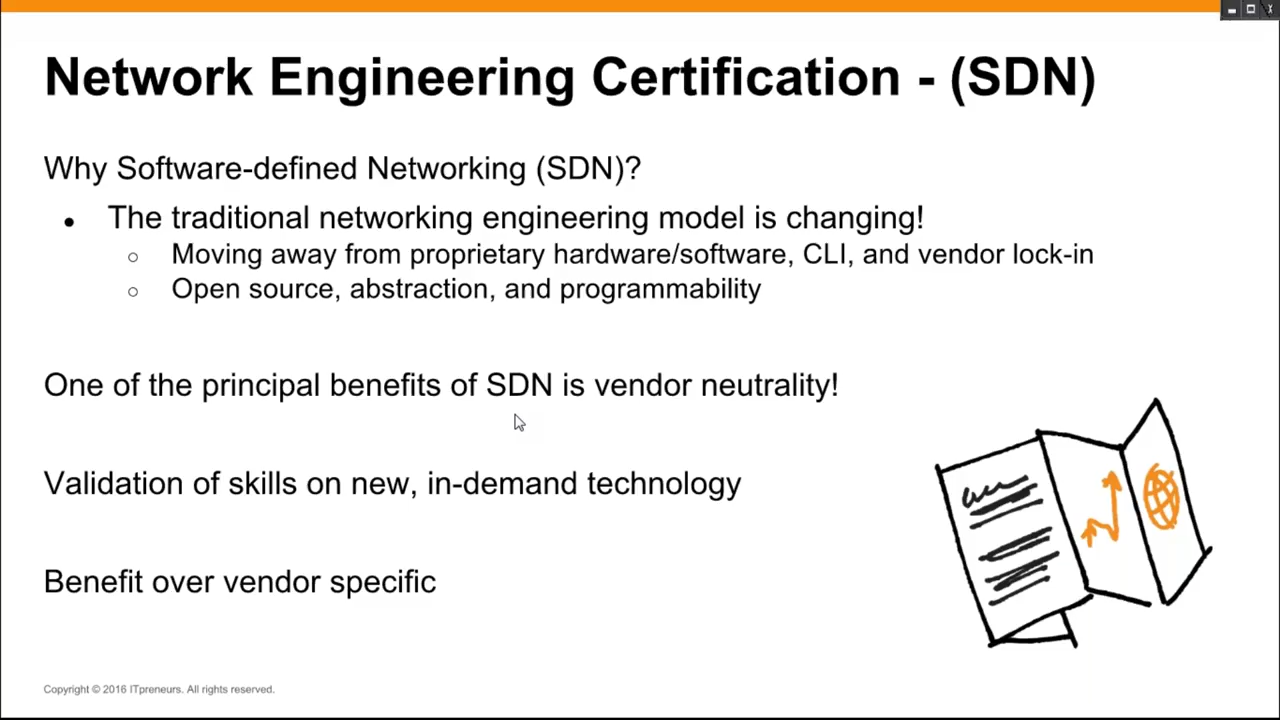 Network Engineering Certification - (SDN)
Why Software-defined Networking (SDN)?
● The traditional networking engineering model is changing!
○ Moving away from proprietary hardware/software, CLI, and vendor lock-in
○ Open source, abstraction, and programmability
One of the principal benefits of SDN is vendor neutrality!
Validation of skills on new, in-demand technology
Benefit over vendor specific
Copyright © 2016 ITpreneurs. All rights reserved.